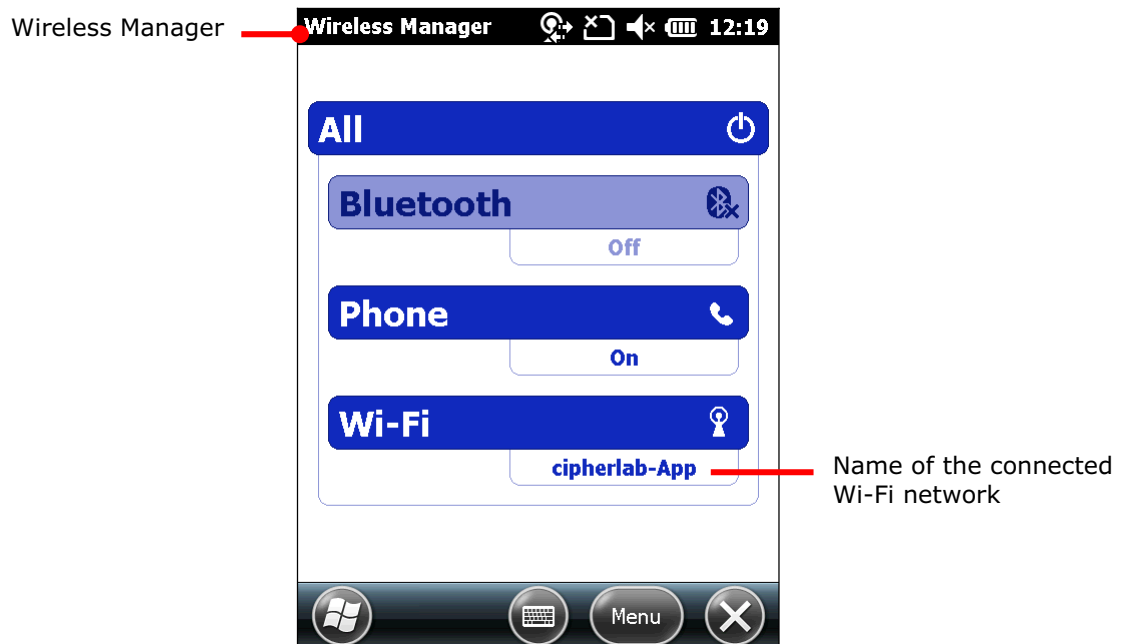 Wireless Manager
Wireless Manager 12:19
All
Bluetooth
Off
Phone
On
Wi-Fi
cipherlab-App
Name of the connected
Wi-Fi network
Menu